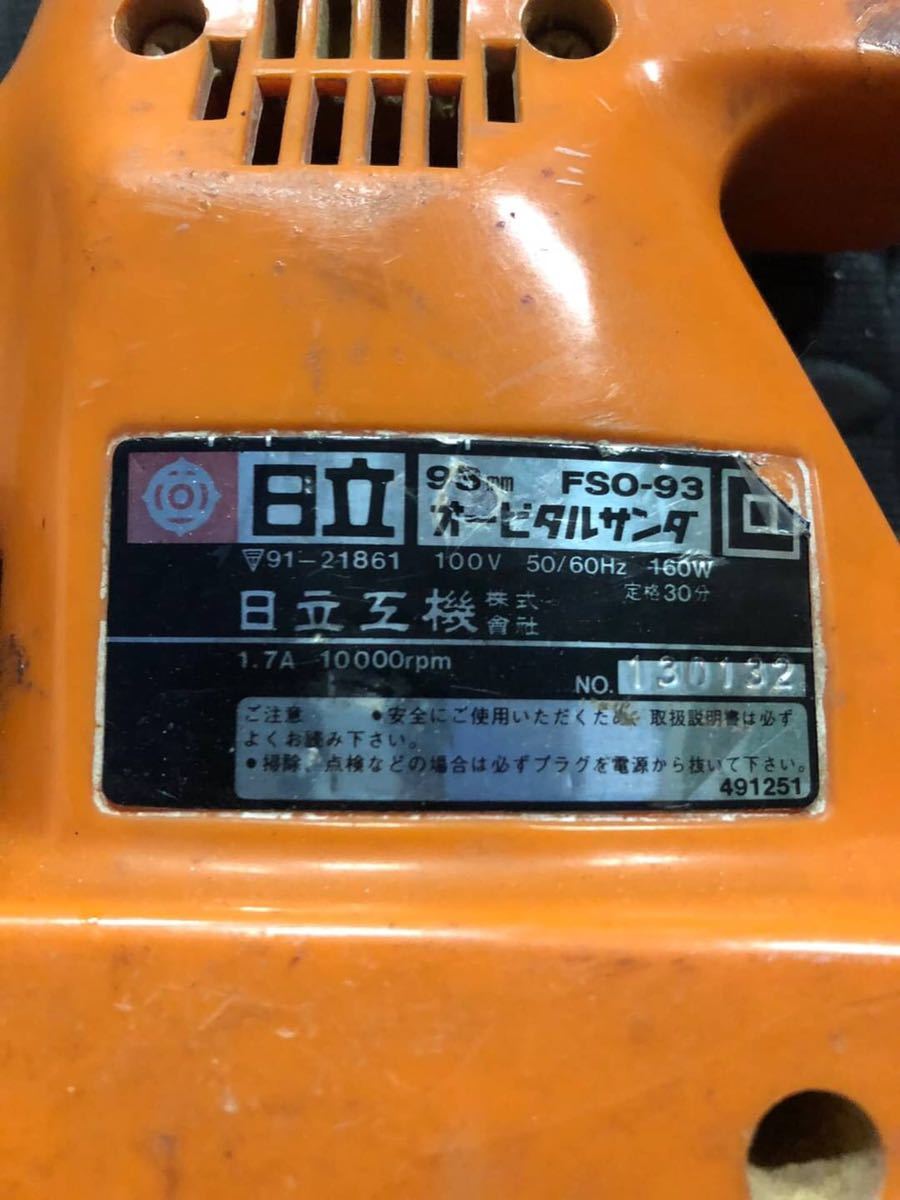 日立 93mm FSO-93
オービタルサンダ
91-21861 100V 50/60Hz 160W
日立工機 株式會社 定格30分
1.7A 10000rpm
NO. 130132
ご注意 ●安全にご使用いただくため 取扱説明書は必ず
よくお読み下さい。
●掃除、点検などの場合は必ずプラグを電源から抜いて下さい。
491251